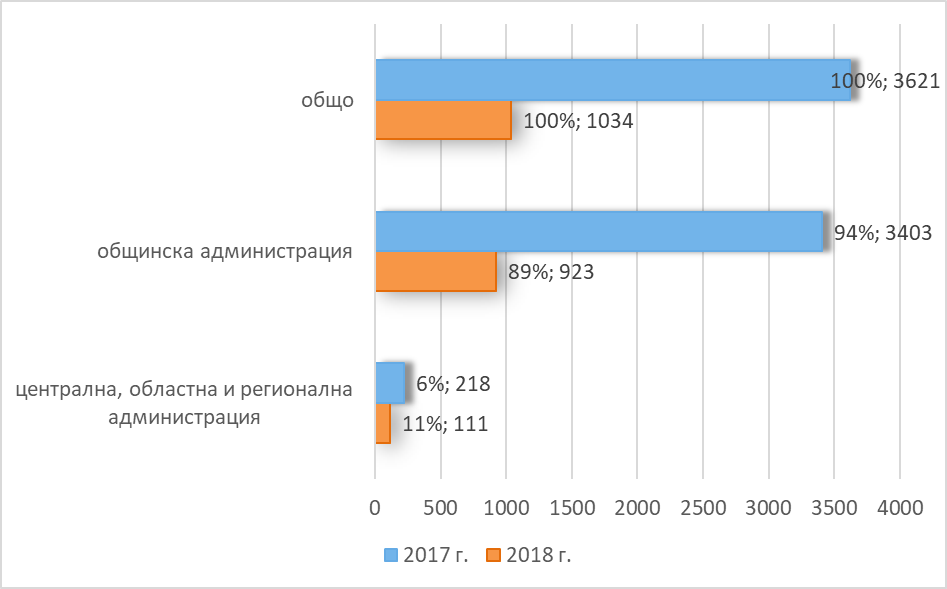 общо
100%; 3621
100%; 1034
общинска администрация
94%; 3403
89%; 923
централна, областна и регионална
администрация
6%; 218
11%; 111
0 500 1000 1500 2000 2500 3000 3500 4000
2017 г. 2018 г.